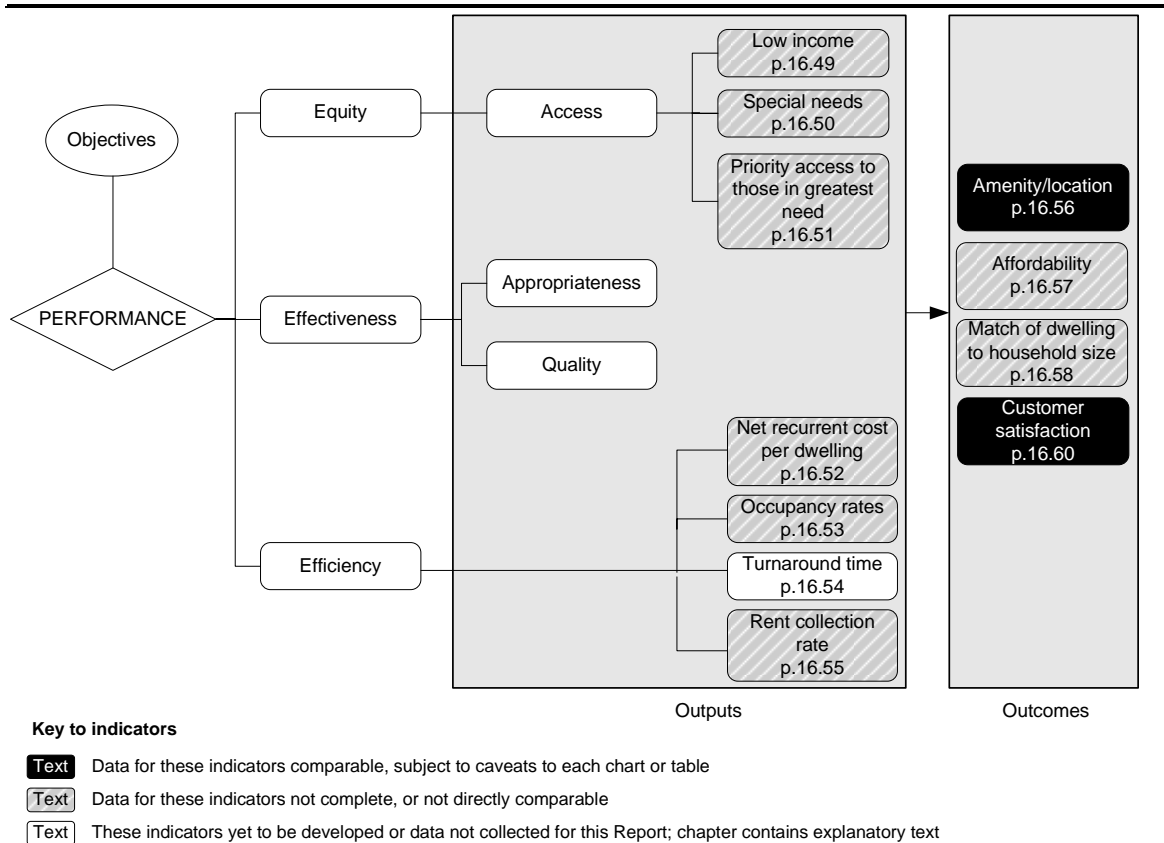 Objectives
PERFORMANCE
Equity
Effectiveness
Efficiency
Access
Appropriateness
Quality
Low income
p.16.49
Special needs
p.16.50
Priority access to
those in greatest
need
p.16.51
Net recurrent cost
per dwelling
p.16.52
Occupancy rates
p.16.53
Turnaround time
p.16.54
Rent collection
rate
p.16.55
Amenity/location
p.16.56
Affordability
p.16.57
Match of dwelling
to household size
p.16.58
Customer
satisfaction
p.16.60
Outputs
Outcomes
Key to indicators
Text Data for these indicators comparable, subject to caveats to each chart or table
Text Data for these indicators not complete, or not directly comparable
Text These indicators yet to be developed or data not collected for this Report; chapter contains explanatory text